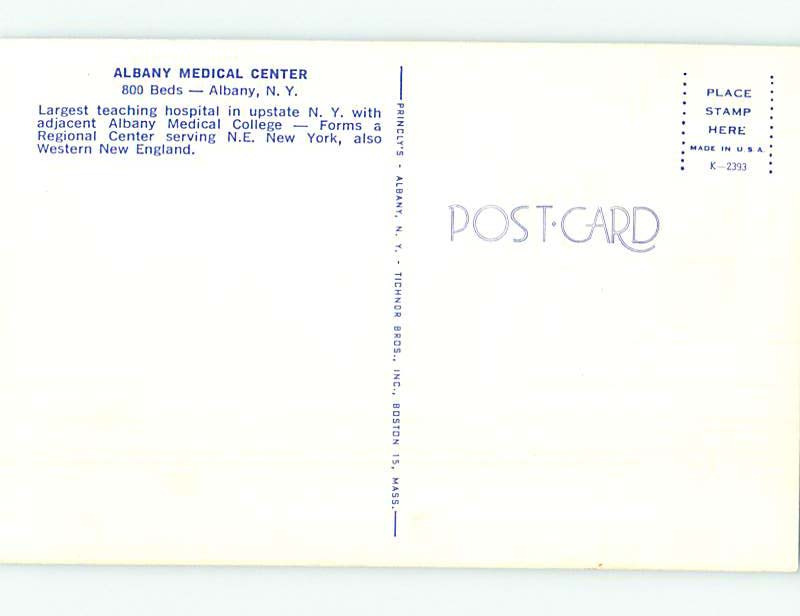 ALBANY MEDICAL CENTER
800 Beds — Albany, N. Y.
Largest teaching hospital in upstate N. Y. with
adjacent Albany Medical College — Forms a
Regional Center serving N.E. New York, also
Western New England.
PRINCLY'S - ALBANY, N. Y. - TICHNOR BROS., INC., BOSTON 15, MASS.
PLACE
STAMP
HERE
MADE IN U.S.A.
K—2393
POST·CARD